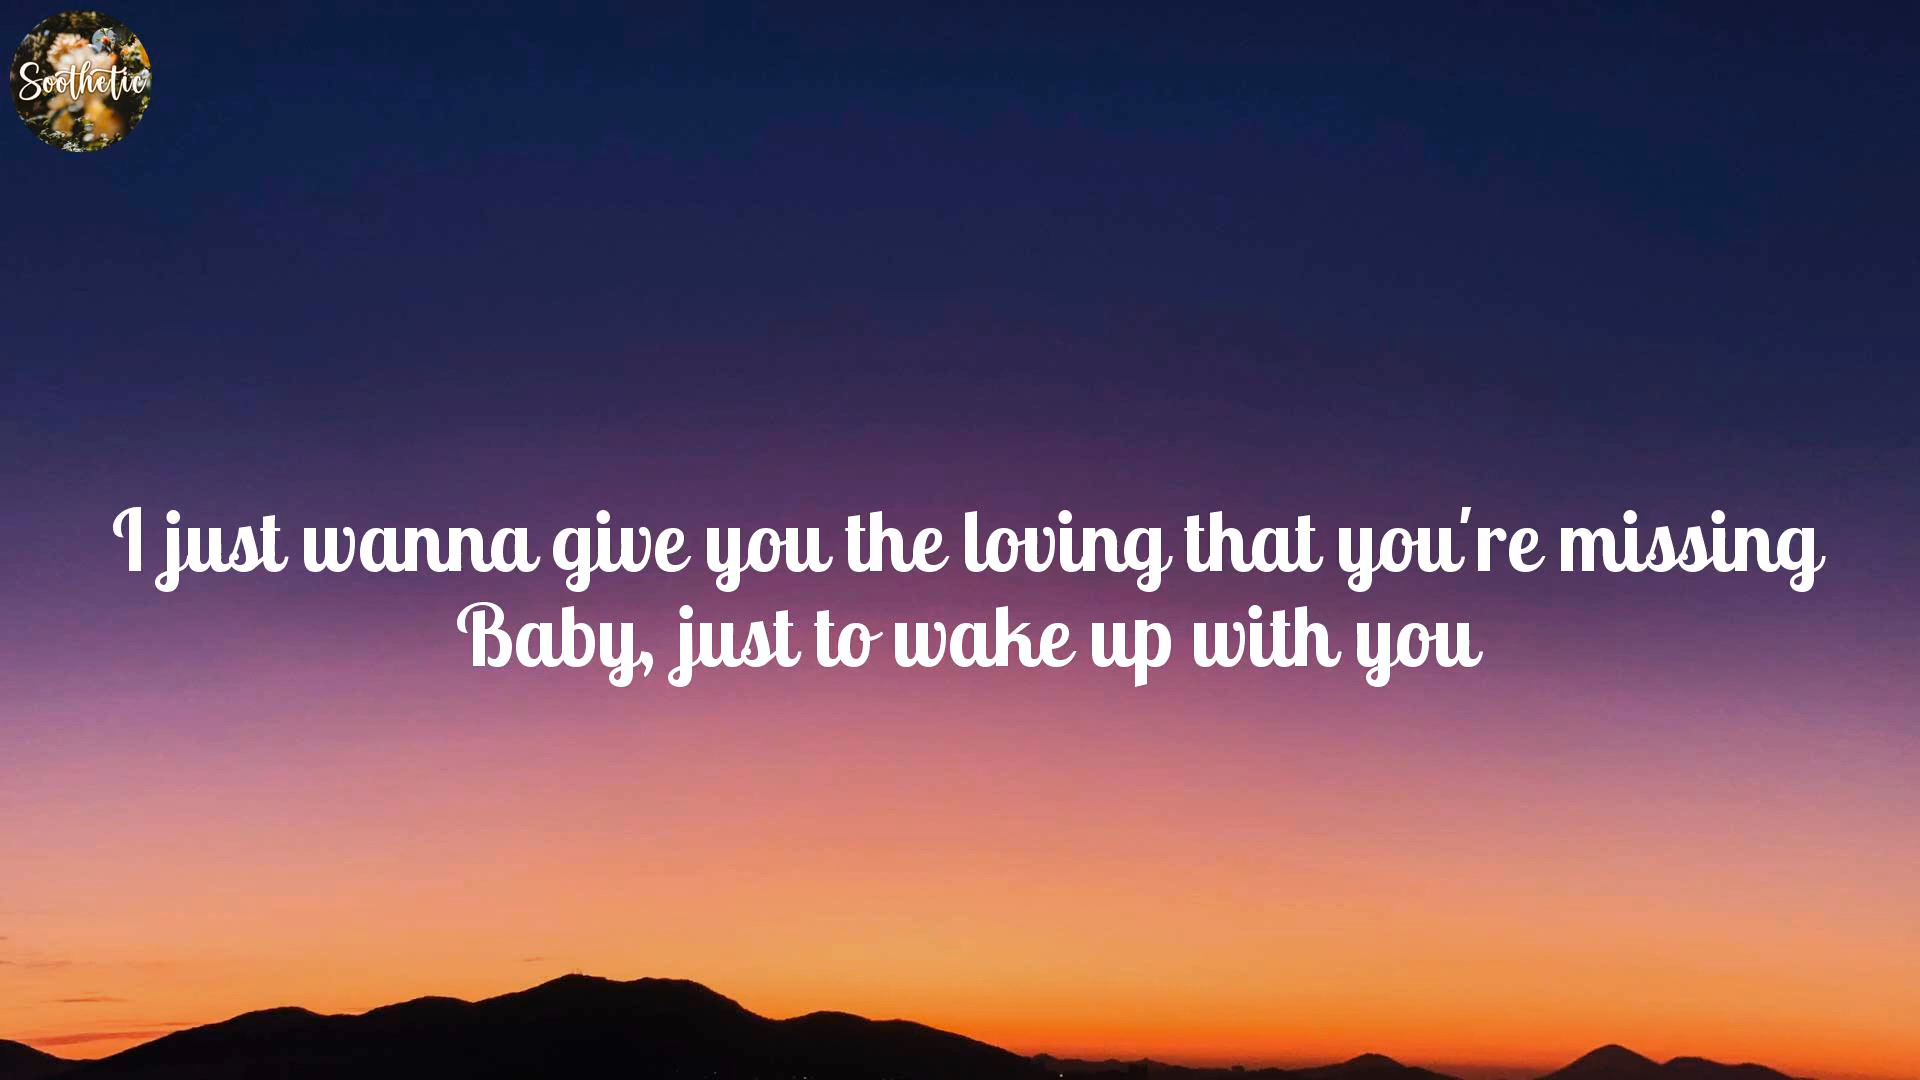 Soothetic
I just wanna give you the loving that you're missing
Baby, just to wake up with you